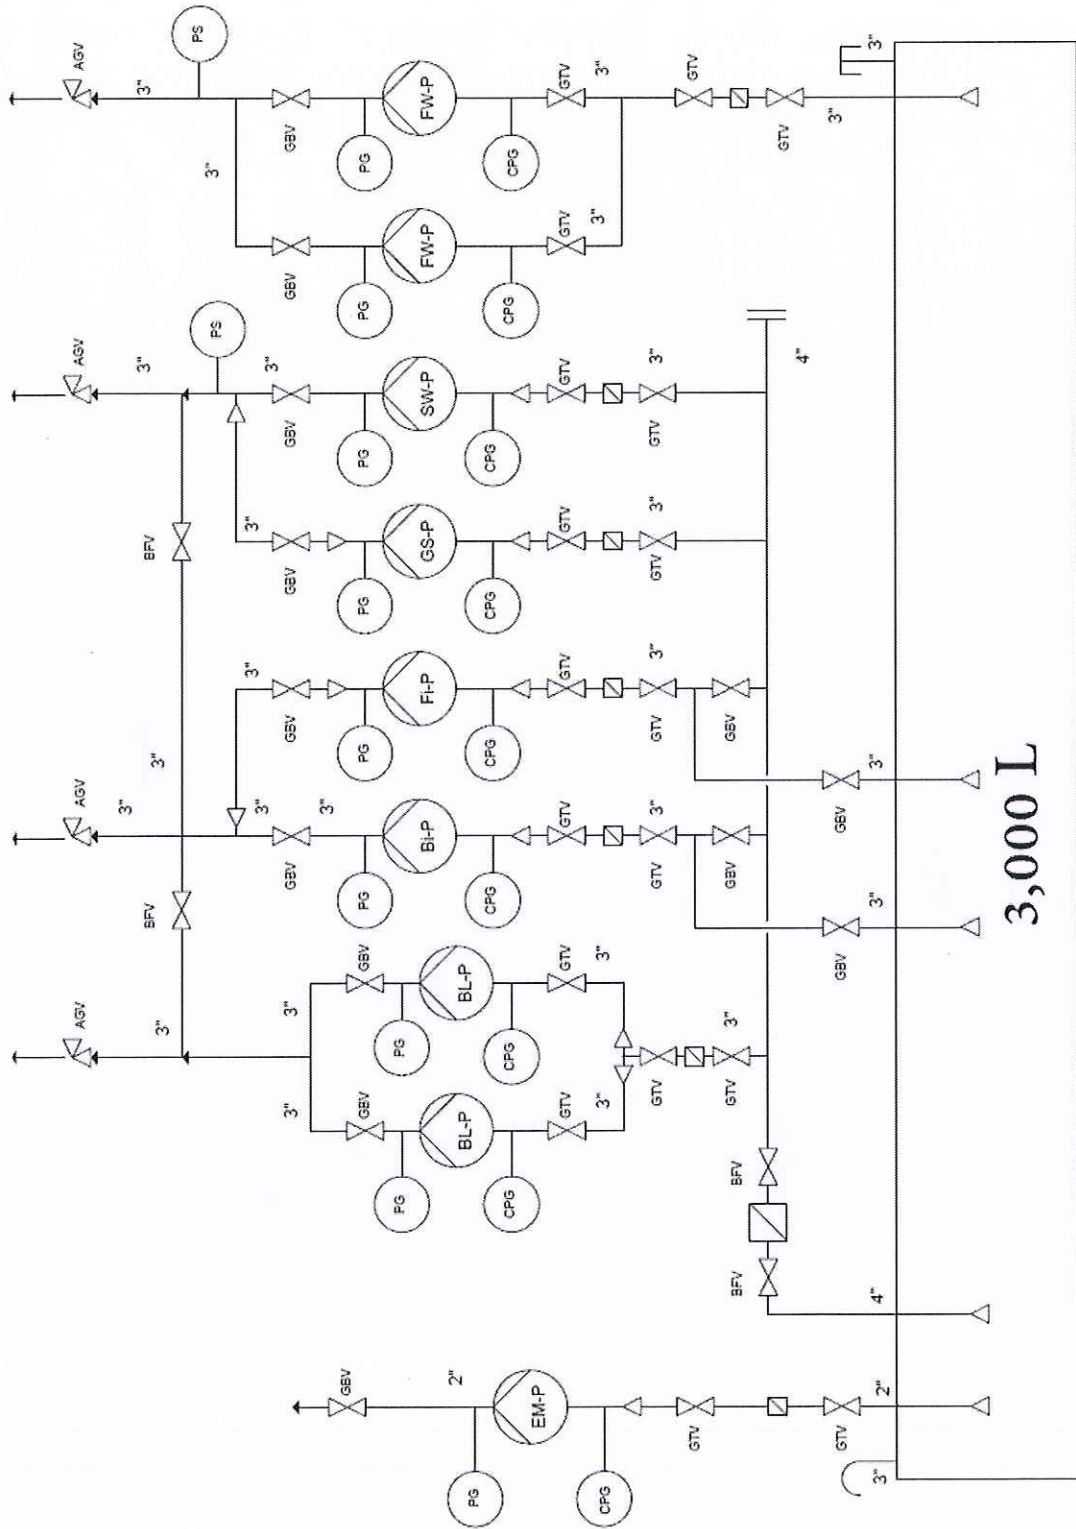 AGV
AGV
AGV
AGV
3"
3"
3"
3"
BFV
BFV
3"
PS
PS
3"
3"
3"
3"
3"
3"
3"
3"
GBV
GBV
GBV
GBV
GBV
GBV
GBV
GBV
GBV
PG
PG
PG
PG
PG
PG
PG
PG
Bi-P
Fi-P
GS-P
SW-P
FW-P
FW-P
2"
BL-P
BL-P
PG
CPG
CPG
CPG
CPG
CPG
CPG
CPG
CPG
EM-P
GTV
GTV
GTV
GTV
GTV
GTV
GTV
GTV
CPG
3"
3"
3"
3"
GTV
GTV
GTV
GTV
GTV
3"
3"
3"
3"
GTV
GTV
GTV
3"
GBV
GBV
BFV
BFV
GTV
4"
3"
GTV
GBV
GBV
3"
2"
4"
3"
3"
3"
3,000 L